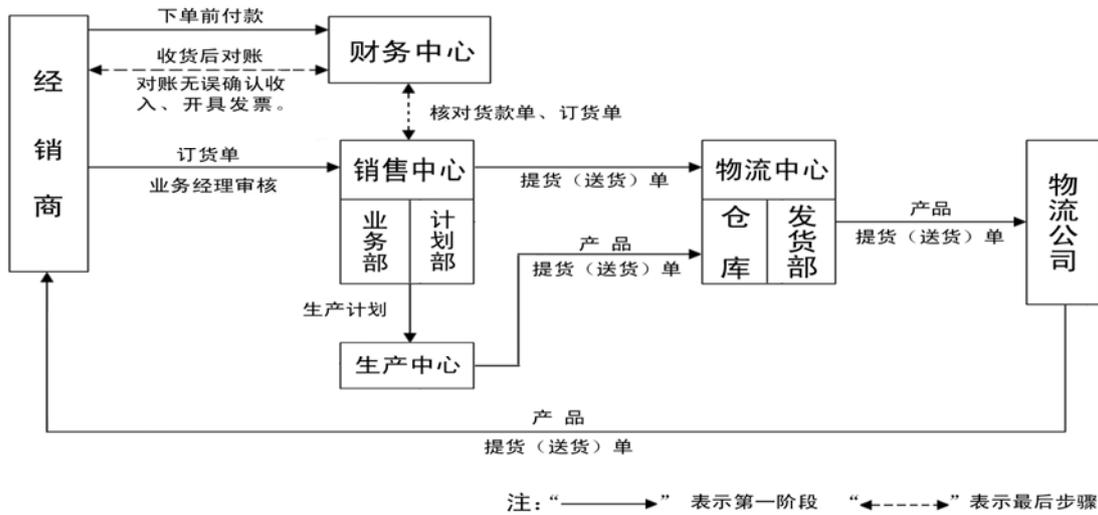 下单前付款
收货后对账
对账无误确认收
入、开具发票。
财务中心
核对货款单、订货单
经销商
订货单
业务经理审核
销售中心
业务部
计划部
提货（送货）单
物流中心
仓库
发货部
产品
提货（送货）单
物流公司
产 品
提货（送货）单
生产计划
生产中心
产 品
提货（送货）单
注：“ ” 表示第一阶段 “ ”表示最后步骤